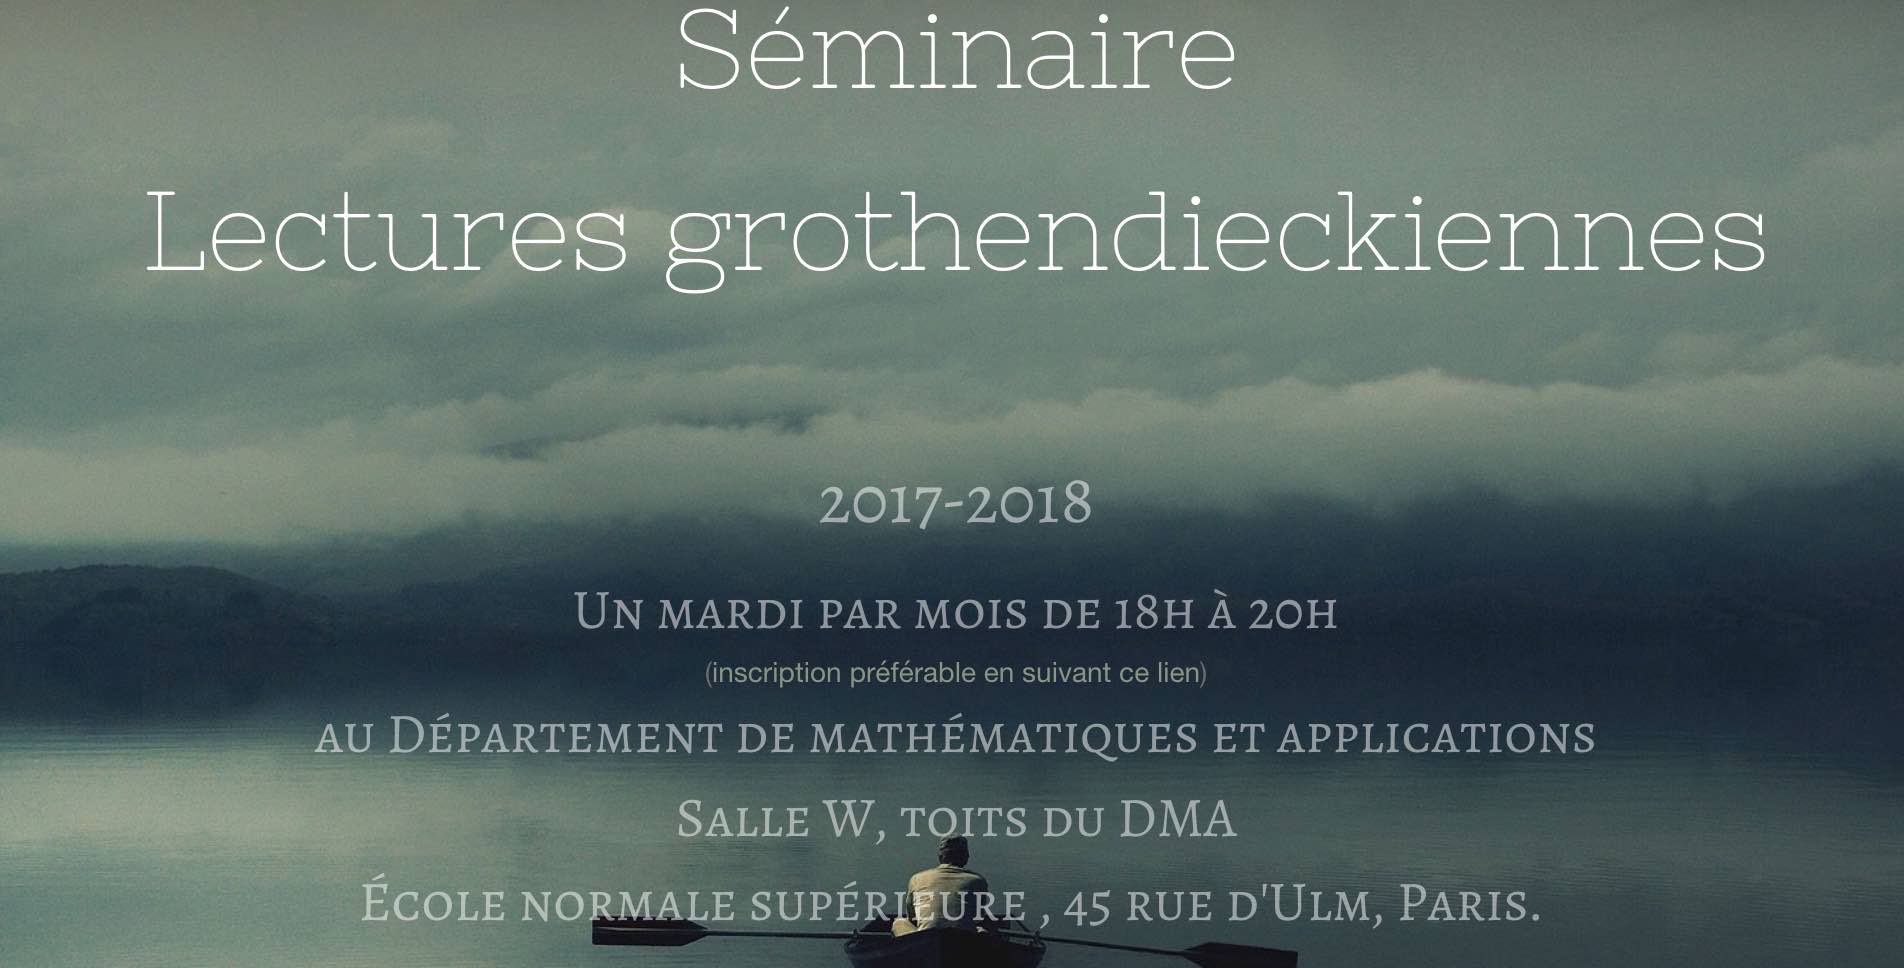 Séminaire
Lectures grothendieckiennes
2017-2018
Un mardi par mois de 18h à 20h
(inscription préférable en suivant ce lien)
au Département de mathématiques et applications
Salle W, toits du DMA
École normale supérieure , 45 rue d'Ulm, Paris.